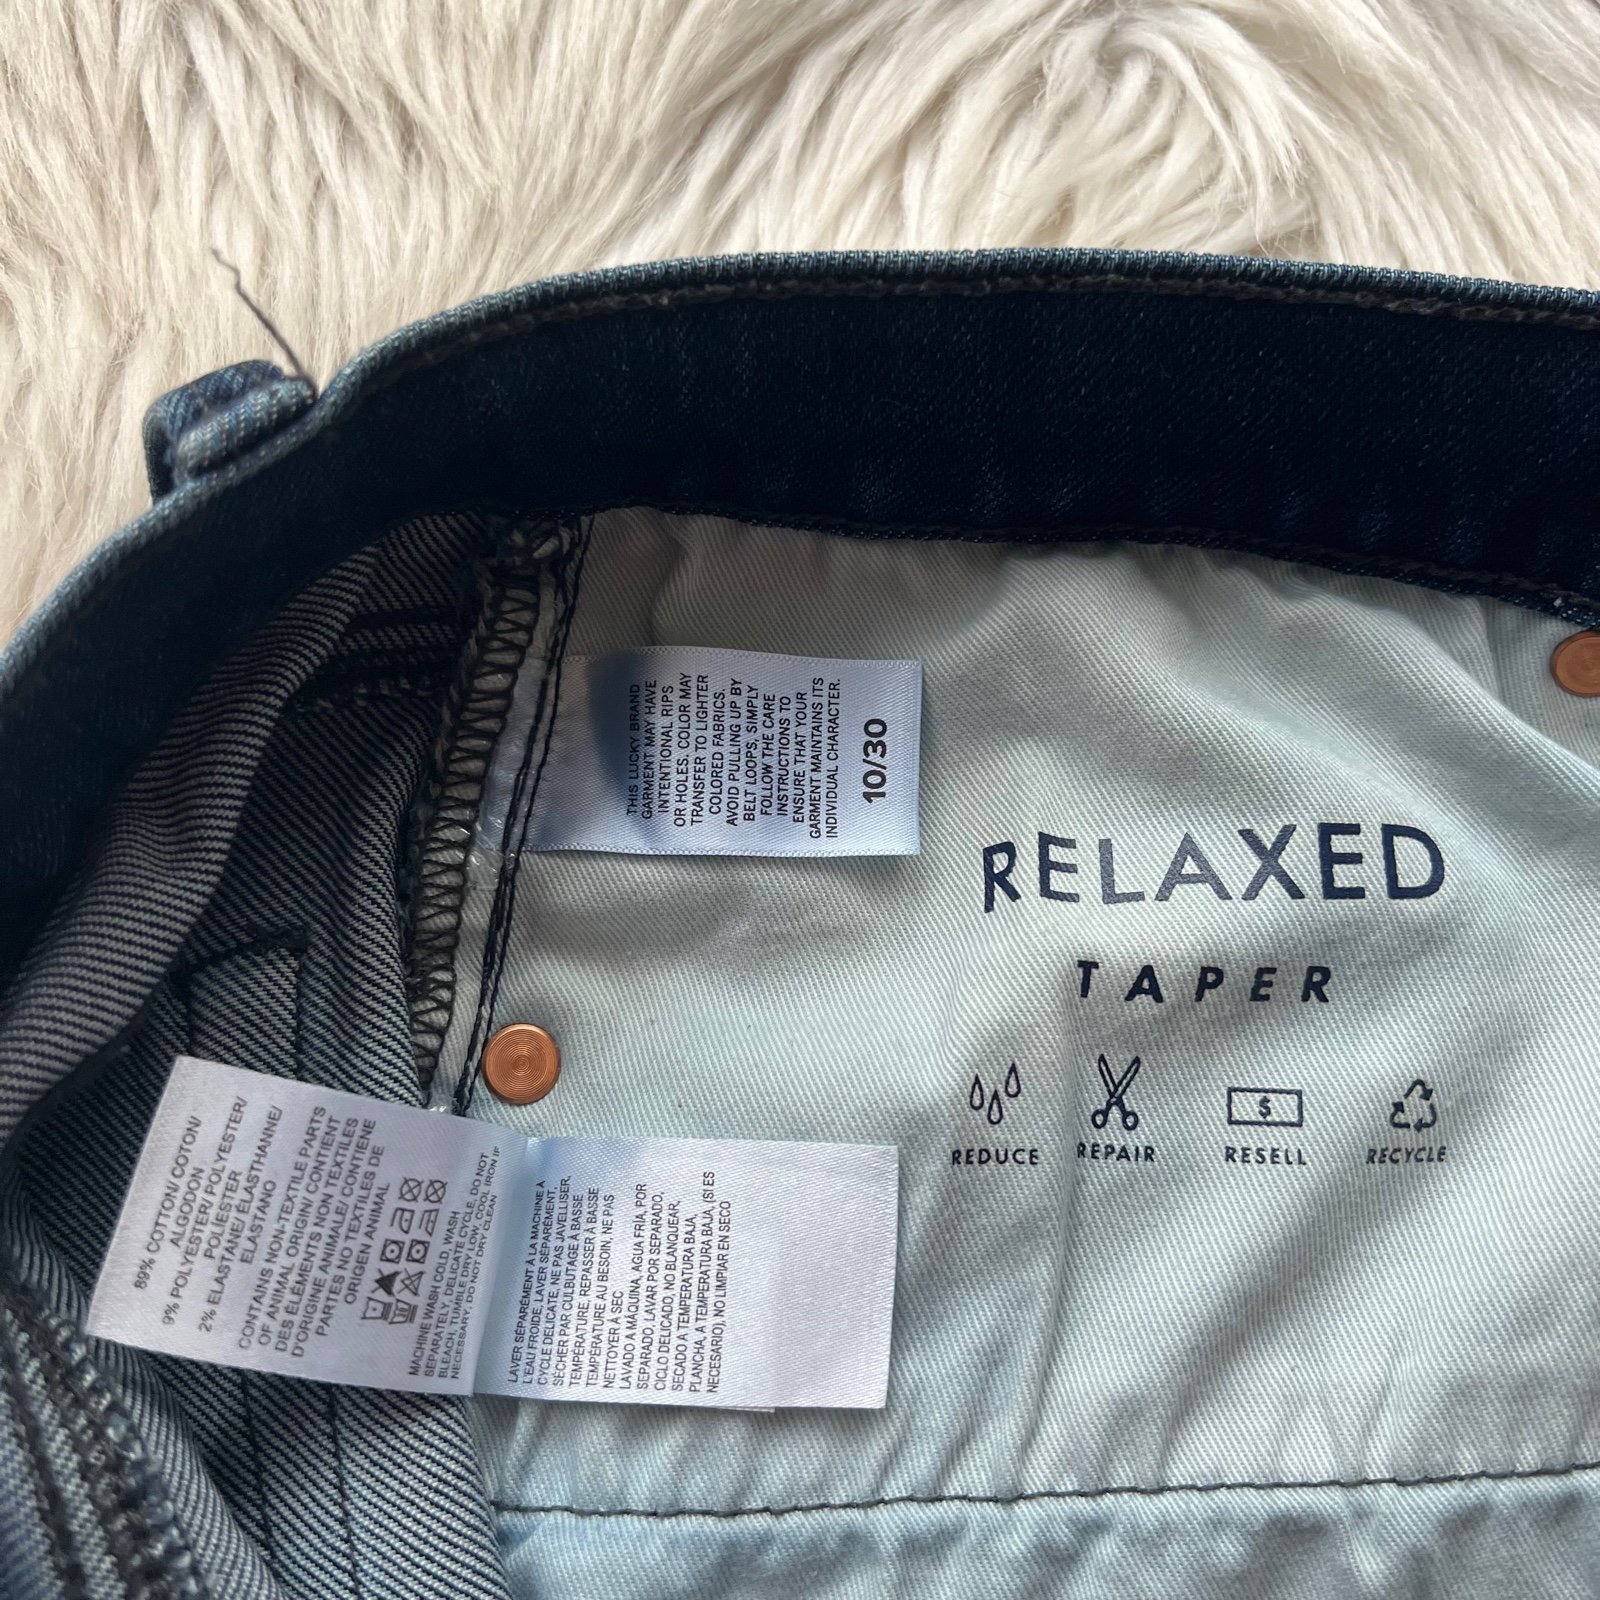 THIS LUCKY BRAND
GARMENT MAY HAVE
INTENTIONAL RIPS
OR HOLES. COLOR MAY
TRANSFER TO LIGHTER
COLORED FABRICS.
AVOID PULLING UP BY
BELT LOOPS, SIMPLY
FOLLOW THE CARE
INSTRUCTIONS TO
ENSURE THAT YOUR
GARMENT MAINTAINS ITS
INDIVIDUAL CHARACTER.
10/30
RELAXED
TAPER
$
REDUCE
REPAIR
RESELL
RECYCLE
89% COTTON/ COTON/
ALGODON
9% POLYESTER/ POLYESTER/
POLIÉSTER
2% ELASTANE/ ÉLASTHANNE/
ELASTANO
CONTAINS NON-TEXTILE PARTS
OF ANIMAL ORIGIN/ CONTIENT
DES ÉLÉMENTS NON TEXTILES
D'ORIGINE ANIMALE/ CONTIENE
PARTES NO TEXTILES DE
ORIGEN ANIMAL
MACHINE WASH COLD, WASH
SEPARATELY, DELICATE CYCLE, DO NOT
BLEACH, TUMBLE DRY LOW, COOL IRON IF
NECESSARY, DO NOT DRY CLEAN
LAVER SÉPARÉMENT À LA MACHINE À
L'EAU FROIDE, LAVER SÉPARÉMENT,
CYCLE DELICATE, NE PAS JAVELLISER,
SÉCHER PAR CULBUTAGE À BASSE
TEMPÉRATURE, REPASSER À BASSE
TEMPÉRATURE AU BESOIN, NE PAS
NETTOYER À SEC
LAVADO A MÁQUINA, AGUA FRIA, POR
SEPARADO, LAVAR POR SEPARADO,
CICLO DELICADO, NO BLANQUEAR,
SECADO A TEMPERATURA BAJA,
PLANCHA, A TEMPERATURA BAJA, (SI ES
NECESARIO), NO LIMPIAR EN SECO